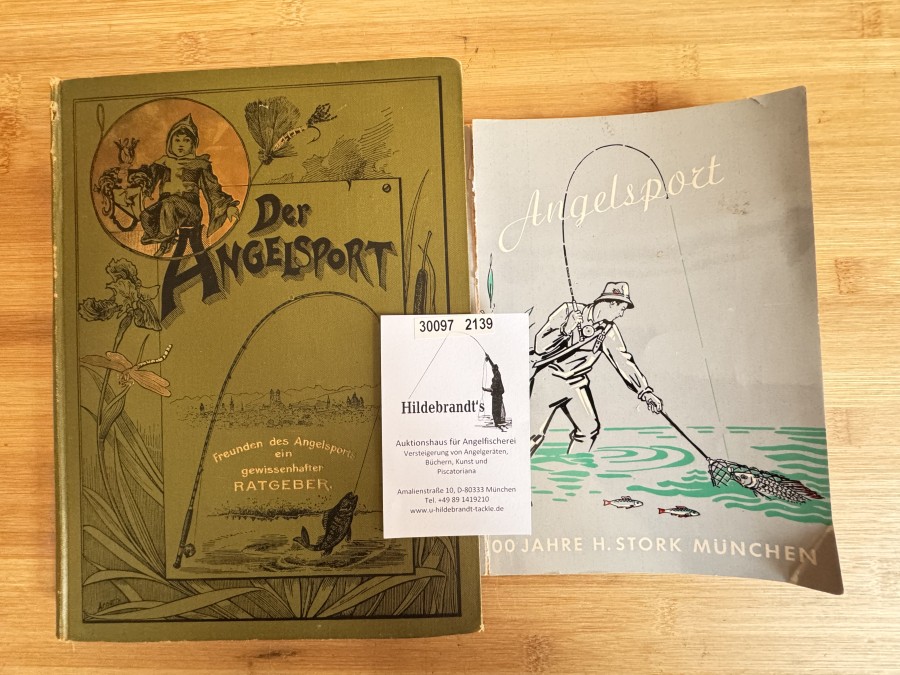 Der
ANGELSPORT
Freunden des Angelsports
ein
gewissenhafter
RATGEBER.
30097 2139
Hildebrandt's
Auktionshaus für Angelfischerei
Versteigerung von Angelgeräten,
Büchern, Kunst und
Piscatoriana
Amalienstraße 10, D-80333 München
Tel. +49 89 1419210
www.u-hildebrandt-tackle.de
Angelsport
00 JAHRE H. STORK MÜNCHEN